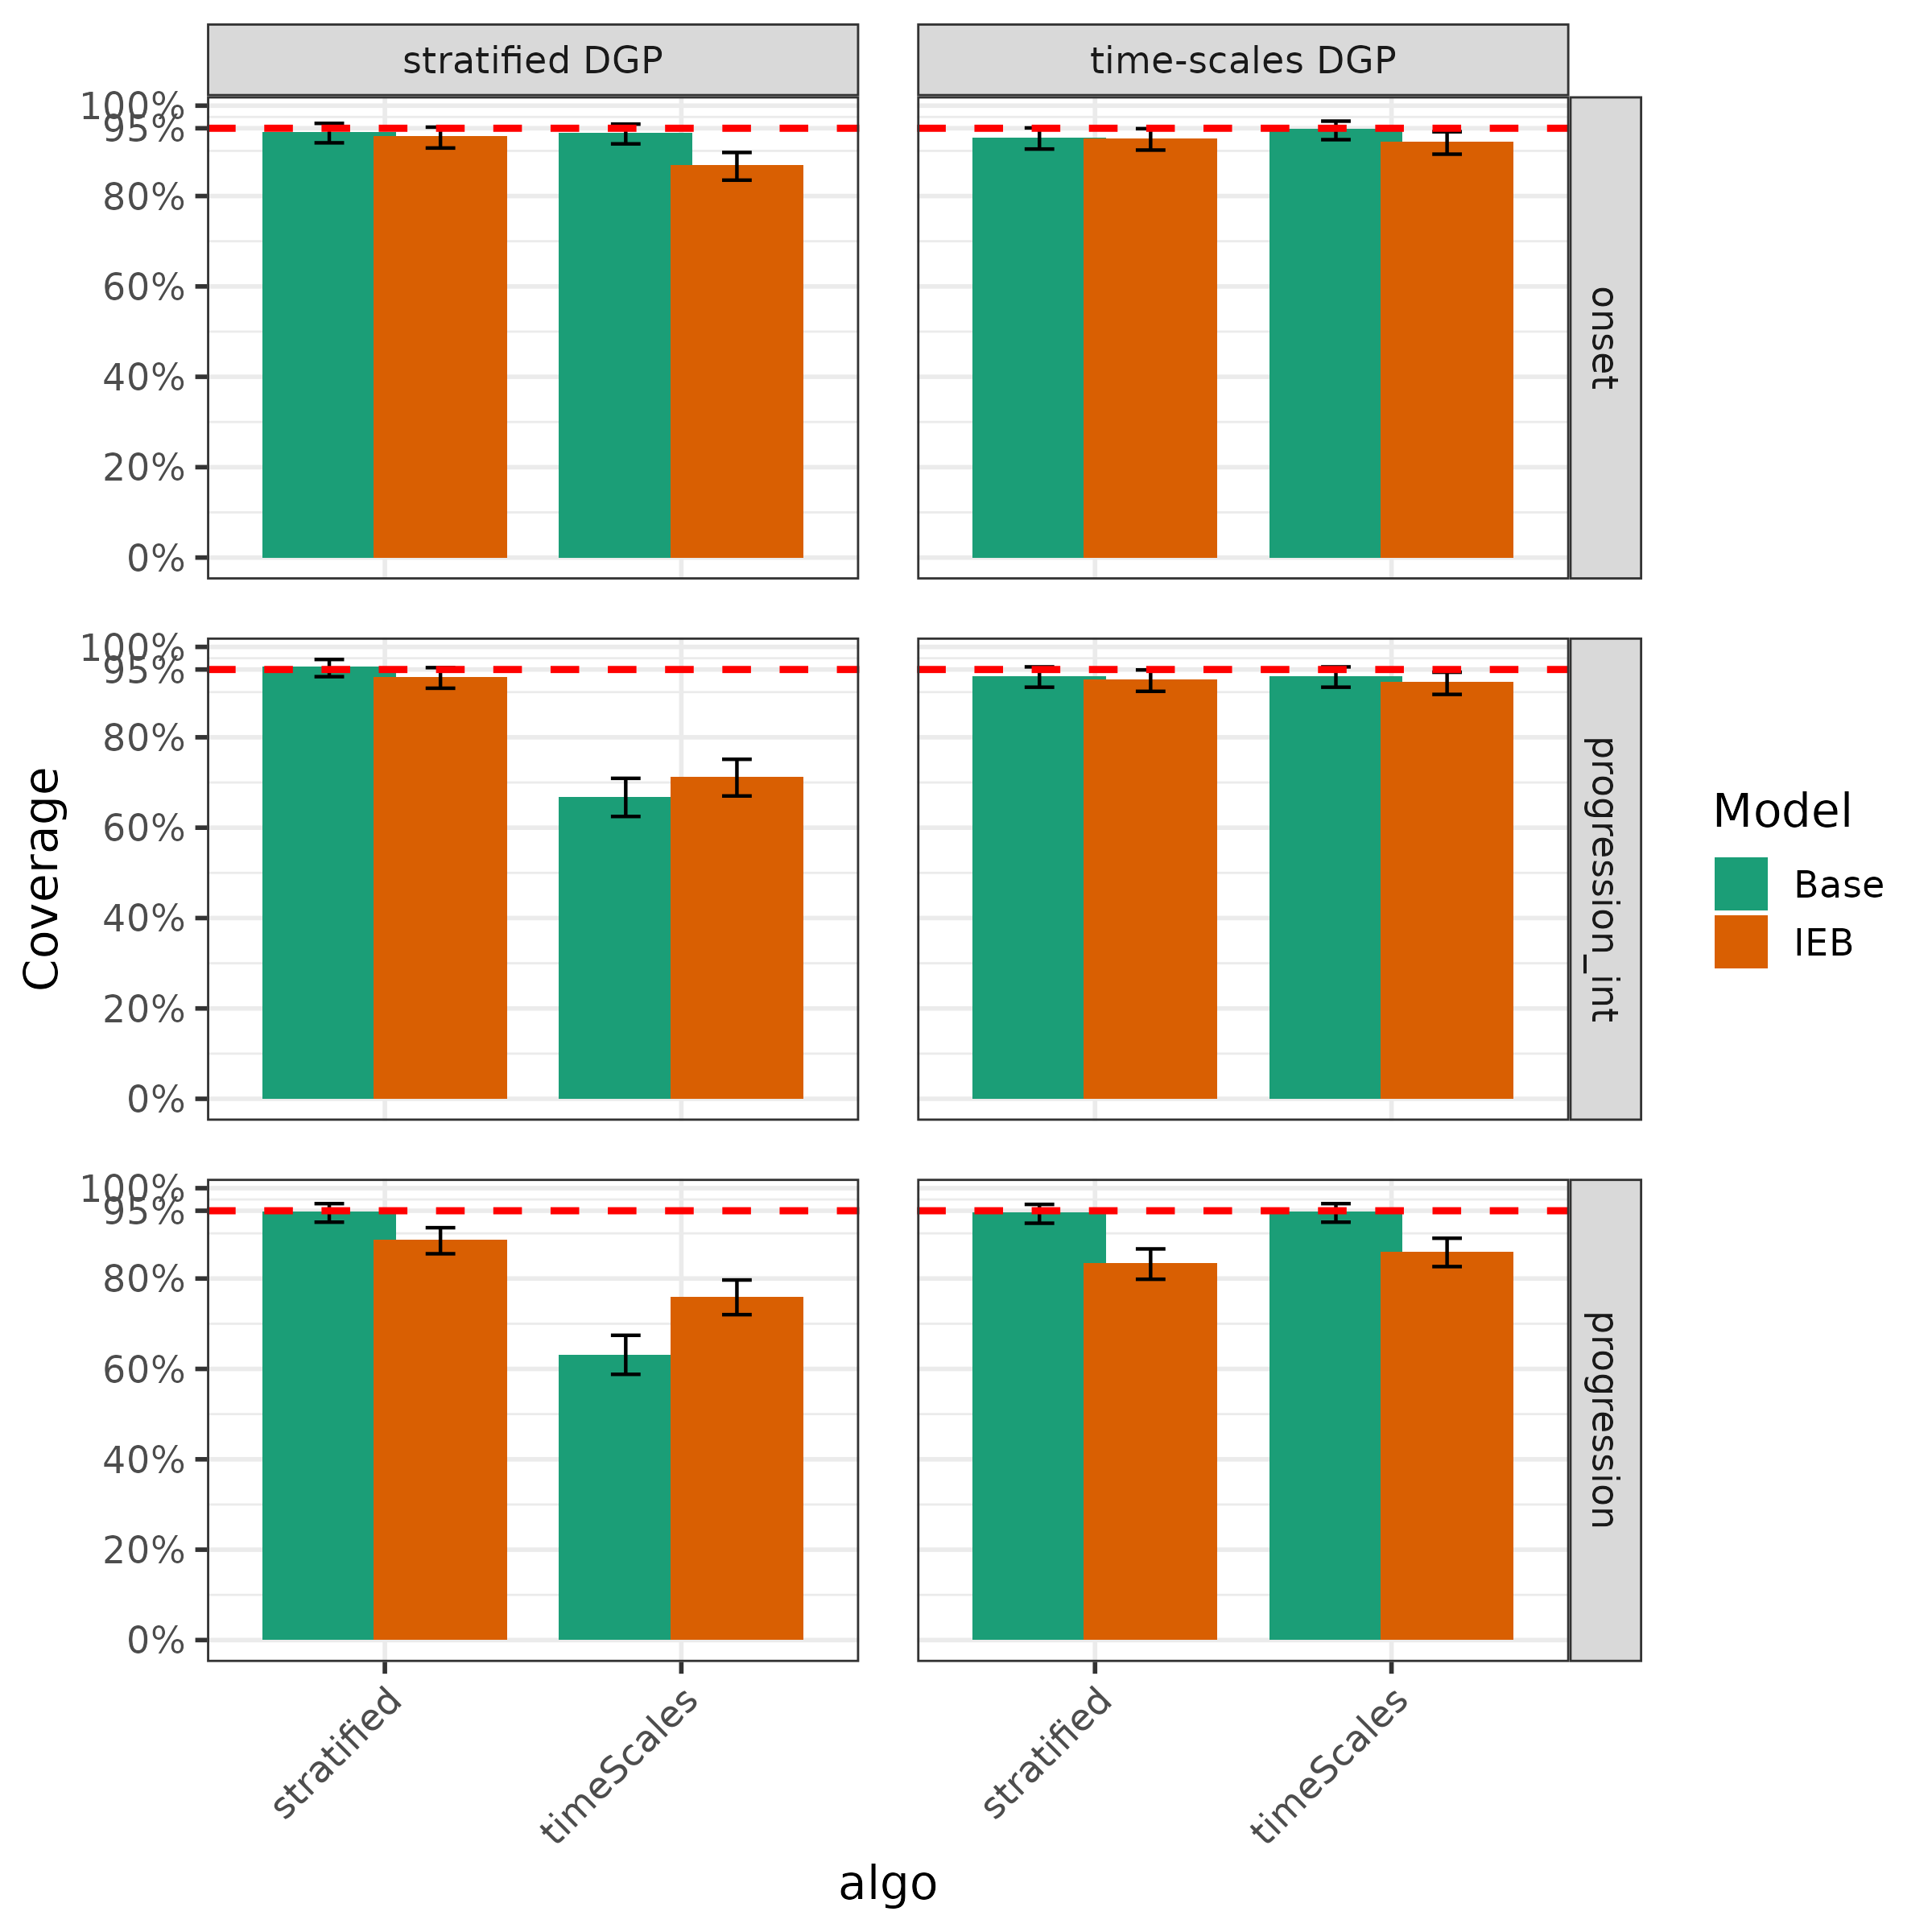 stratified DGP
time-scales DGP
100%
95%
80%
60%
40%
20%
0%
onset
100%
95%
80%
60%
40%
20%
0%
progression_int
100%
95%
80%
60%
40%
20%
0%
progression
Coverage
stratified
timeScales
stratified
timeScales
algo
Model
Base
IEB